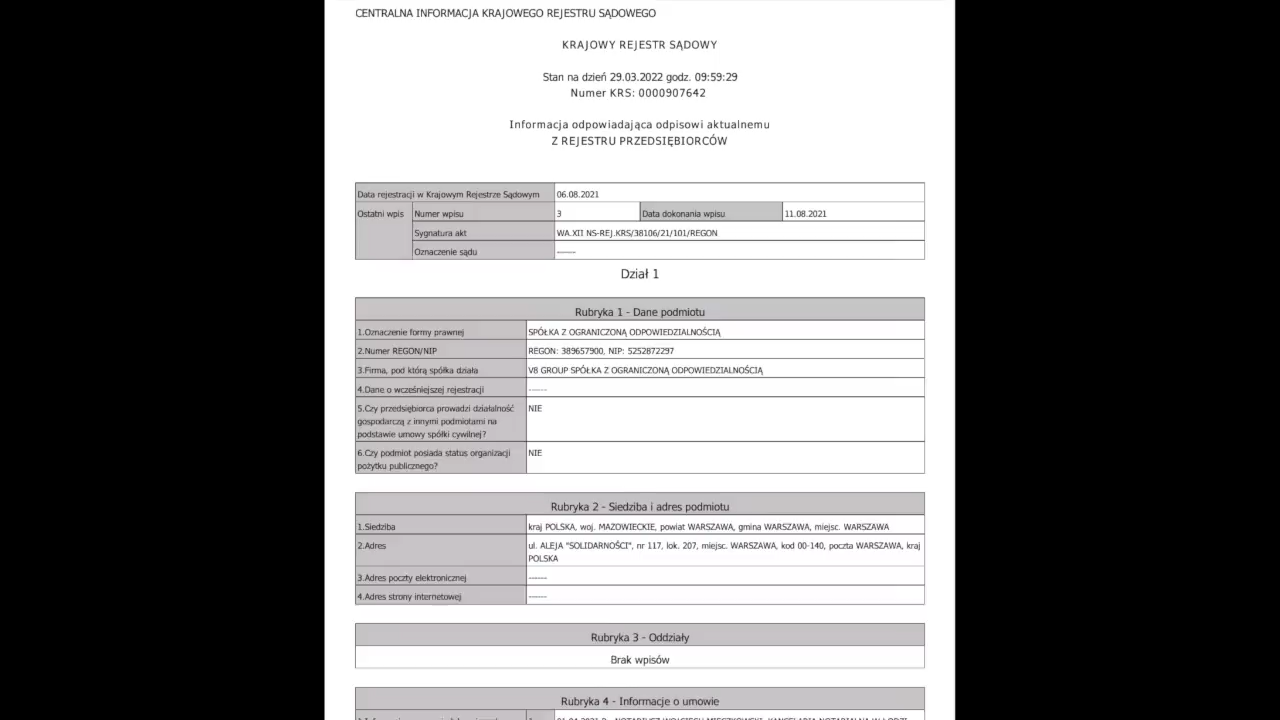 CENTRALNA INFORMACJA KRAJOWEGO REJESTRU SĄDOWEGO
KRAJOWY REJESTR SĄDOWY
Stan na dzień 29.03.2022 godz. 09:59:29
Numer KRS: 0000907642
Informacja odpowiadająca odpisowi aktualnemu
Z REJESTRU PRZEDSIĘBIORCÓW
Data rejestracji w Krajowym Rejestrze Sądowym 06.08.2021
Ostatni wpis Numer wpisu 3 Data dokonania wpisu 11.08.2021
Sygnatura akt WA.XII NS-REJ.KRS/38106/21/101/REGON
Oznaczenie sądu ------
Dział 1
Rubryka 1 - Dane podmiotu
1.Oznaczenie formy prawnej SPÓŁKA Z OGRANICZONĄ ODPOWIEDZIALNOŚCIĄ
2.Numer REGON/NIP REGON: 389657900, NIP: 5252872297
3.Firma, pod którą spółka działa V8 GROUP SPÓŁKA Z OGRANICZONĄ ODPOWIEDZIALNOŚCIĄ
4.Dane o wcześniejszej rejestracji ------
5.Czy przedsiębiorca prowadzi działalność NIE
gospodarczą z innymi podmiotami na
podstawie umowy spółki cywilnej?
6.Czy podmiot posiada status organizacji NIE
pożytku publicznego?
Rubryka 2 - Siedziba i adres podmiotu
1.Siedziba kraj POLSKA, woj. MAZOWIECKIE, powiat WARSZAWA, gmina WARSZAWA, miejsc. WARSZAWA
2.Adres ul. ALEJA "SOLIDARNOŚCI", nr 117, lok. 207, miejsc. WARSZAWA, kod 00-140, poczta WARSZAWA, kraj
POLSKA
3.Adres poczty elektronicznej ------
4.Adres strony internetowej ------
Rubryka 3 - Oddziały
Brak wpisów
Rubryka 4 - Informacje o umowie